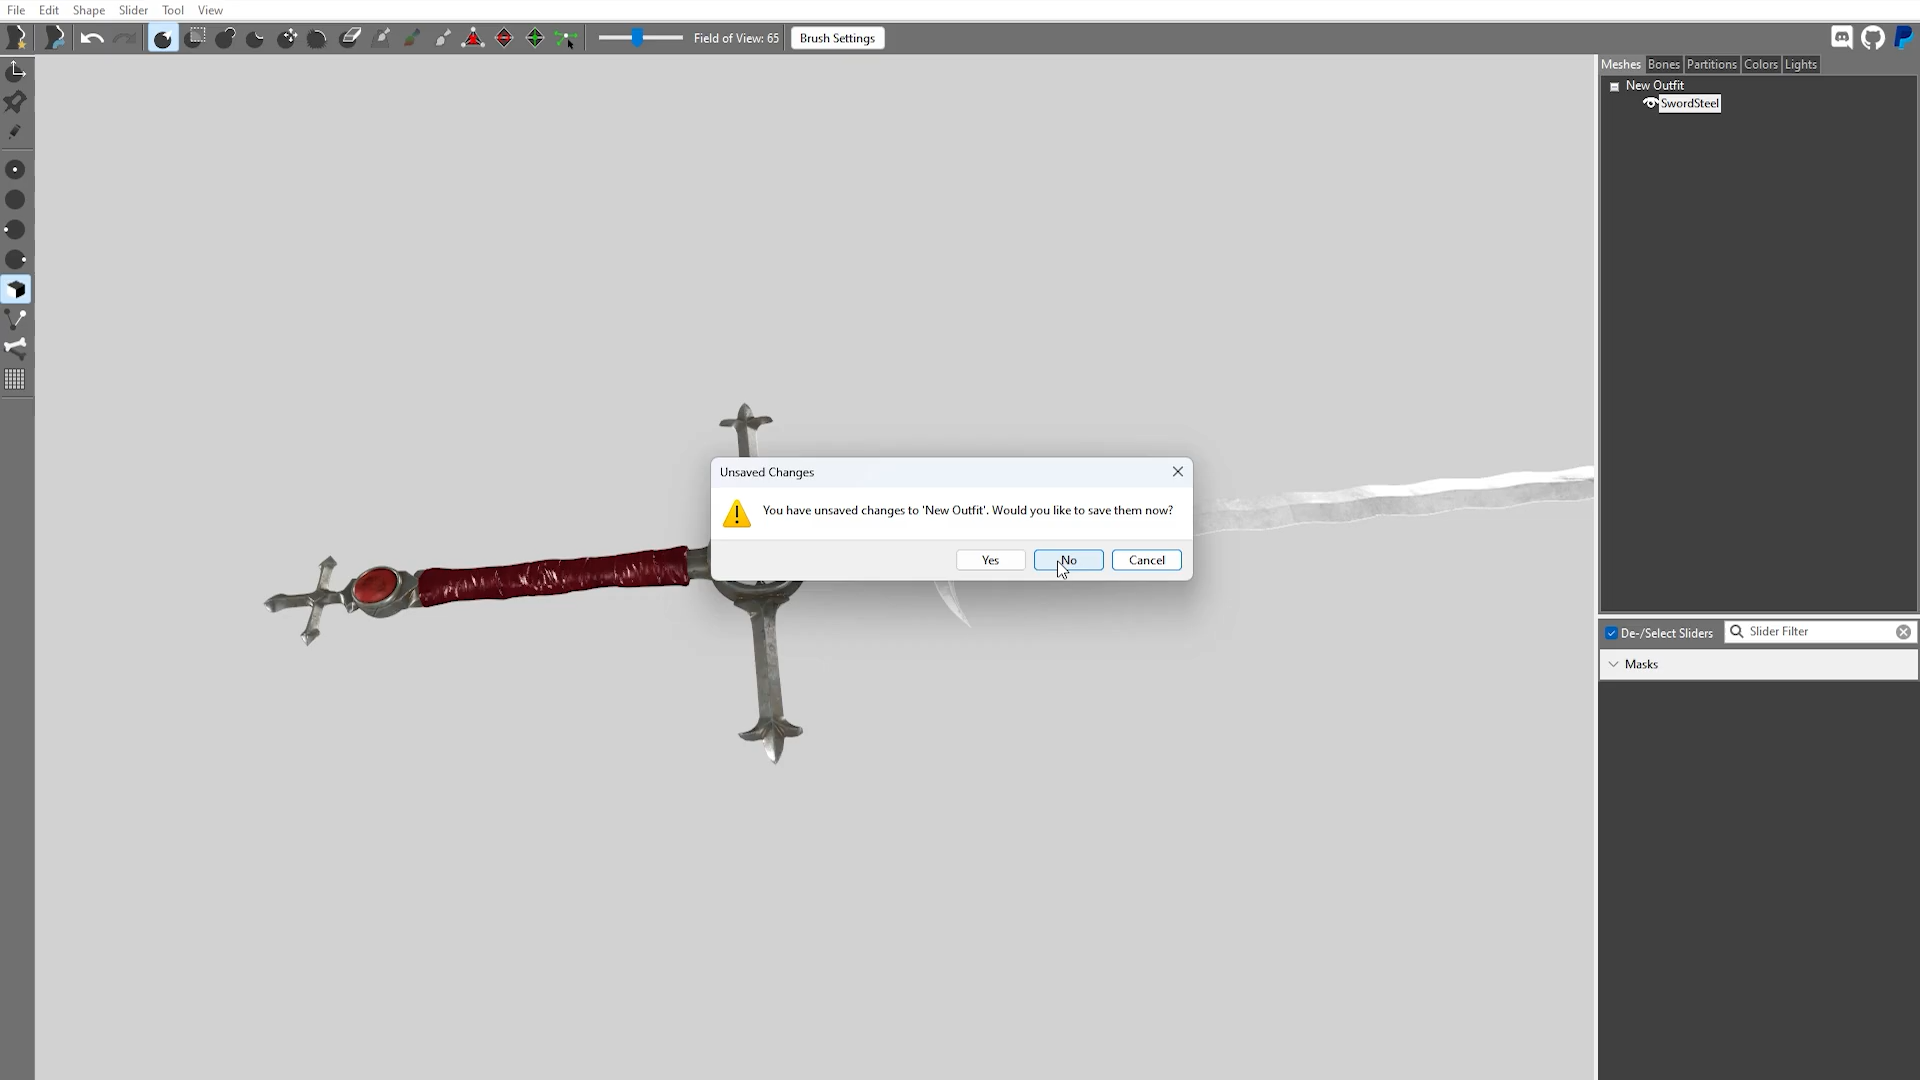 File Edit Shape Slider Tool View
Field of View: 65 Brush Settings
Meshes Bones Partitions Colors Lights
New Outfit
SwordSteel
Unsaved Changes
You have unsaved changes to 'New Outfit'. Would you like to save them now?
Yes No Cancel
De-/Select Sliders Slider Filter
Masks